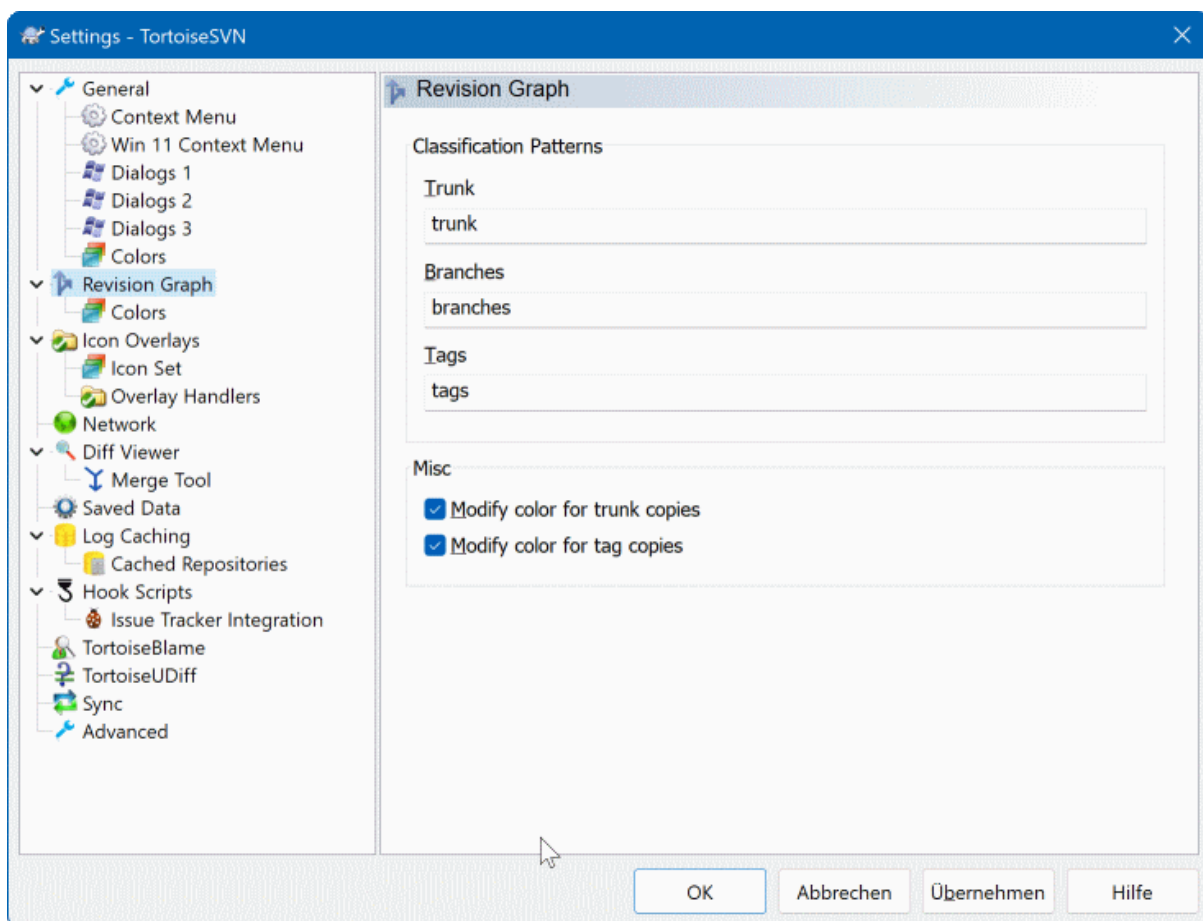 Settings - TortoiseSVN
General
Context Menu
Win 11 Context Menu
Dialogs 1
Dialogs 2
Dialogs 3
Colors
Revision Graph
Colors
Icon Overlays
Icon Set
Overlay Handlers
Network
Diff Viewer
Merge Tool
Saved Data
Log Caching
Cached Repositories
Hook Scripts
Issue Tracker Integration
TortoiseBlame
TortoiseUDiff
Sync
Advanced
Revision Graph
Classification Patterns
Trunk
trunk
Branches
branches
Tags
tags
Misc
Modify color for trunk copies
Modify color for tag copies
OK Abbrechen Übernehmen Hilfe